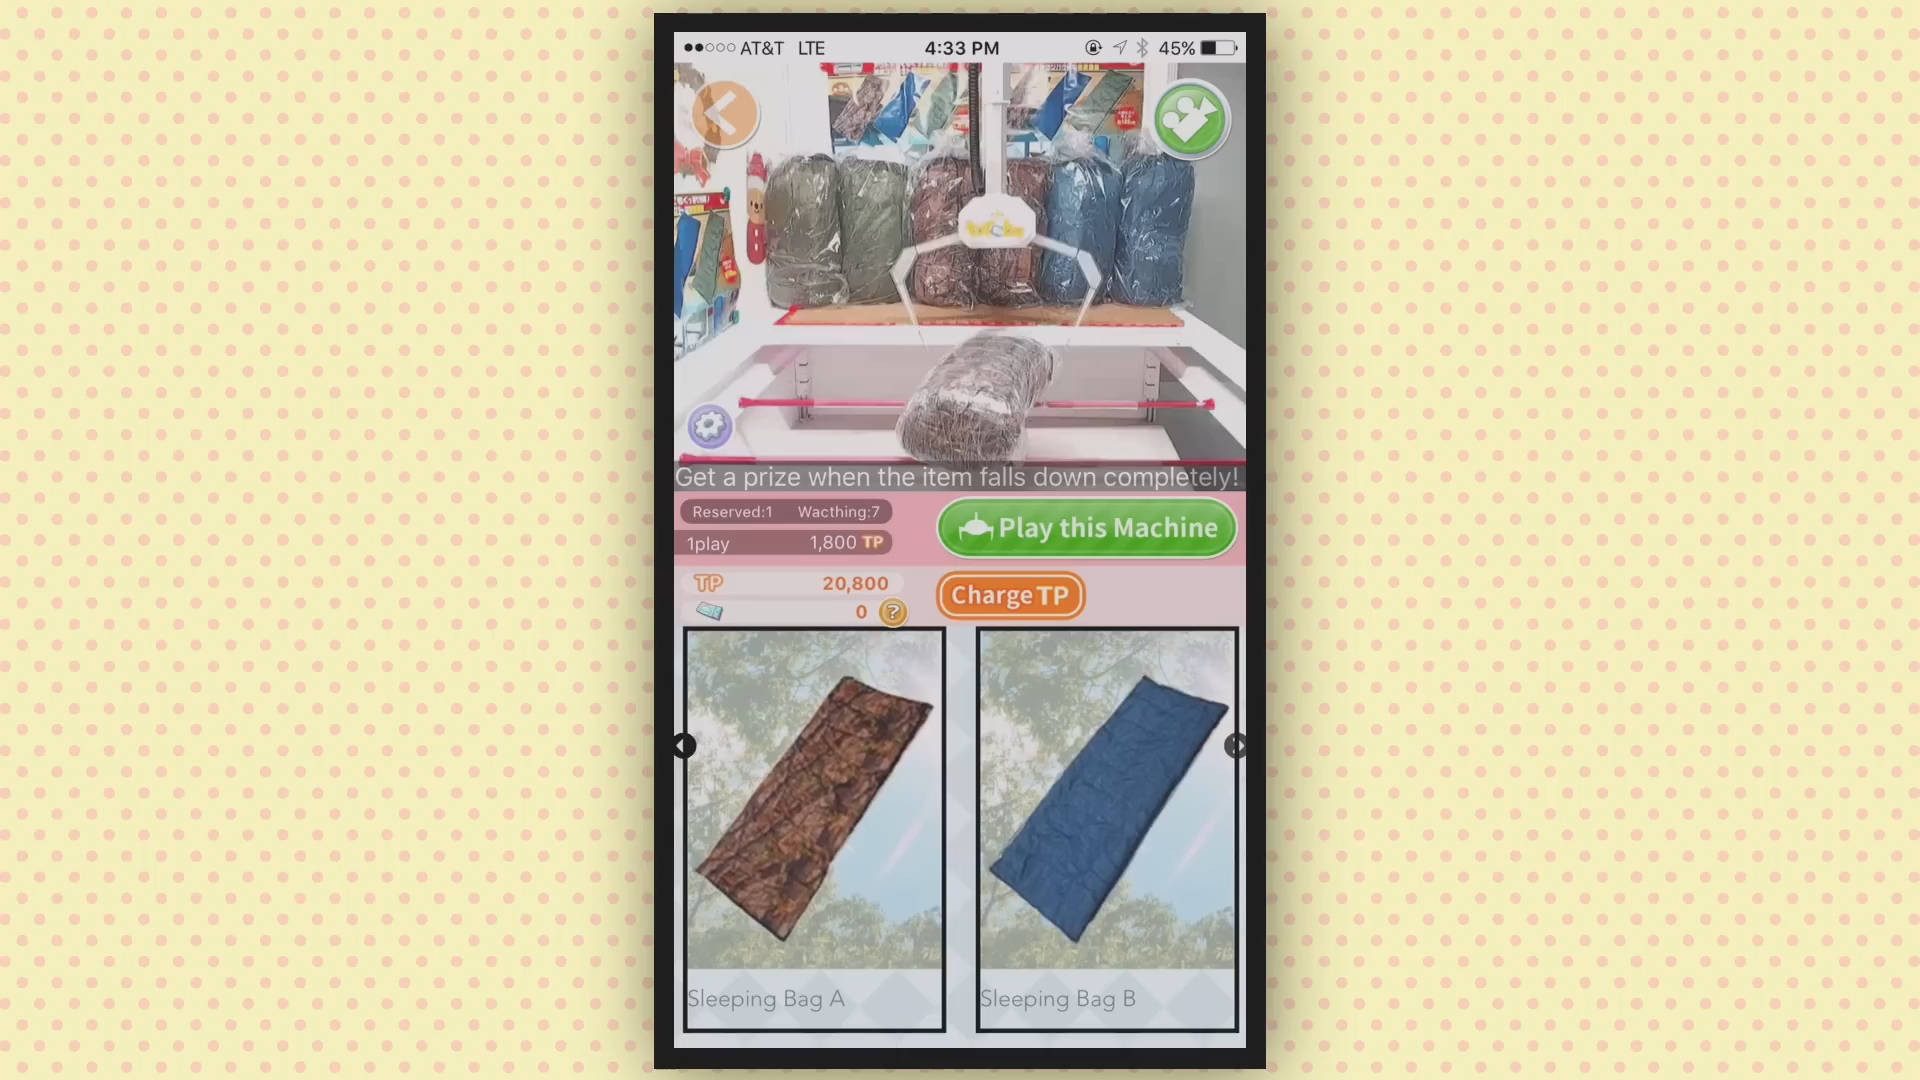 AT&T LTE 4:33 PM 45%
Get a prize when the item falls down completely!
Reserved:1 Wacthing:7
Play this Machine
1play 1,800 TP
TP 20,800
Charge TP
0 ?
Sleeping Bag A
Sleeping Bag B